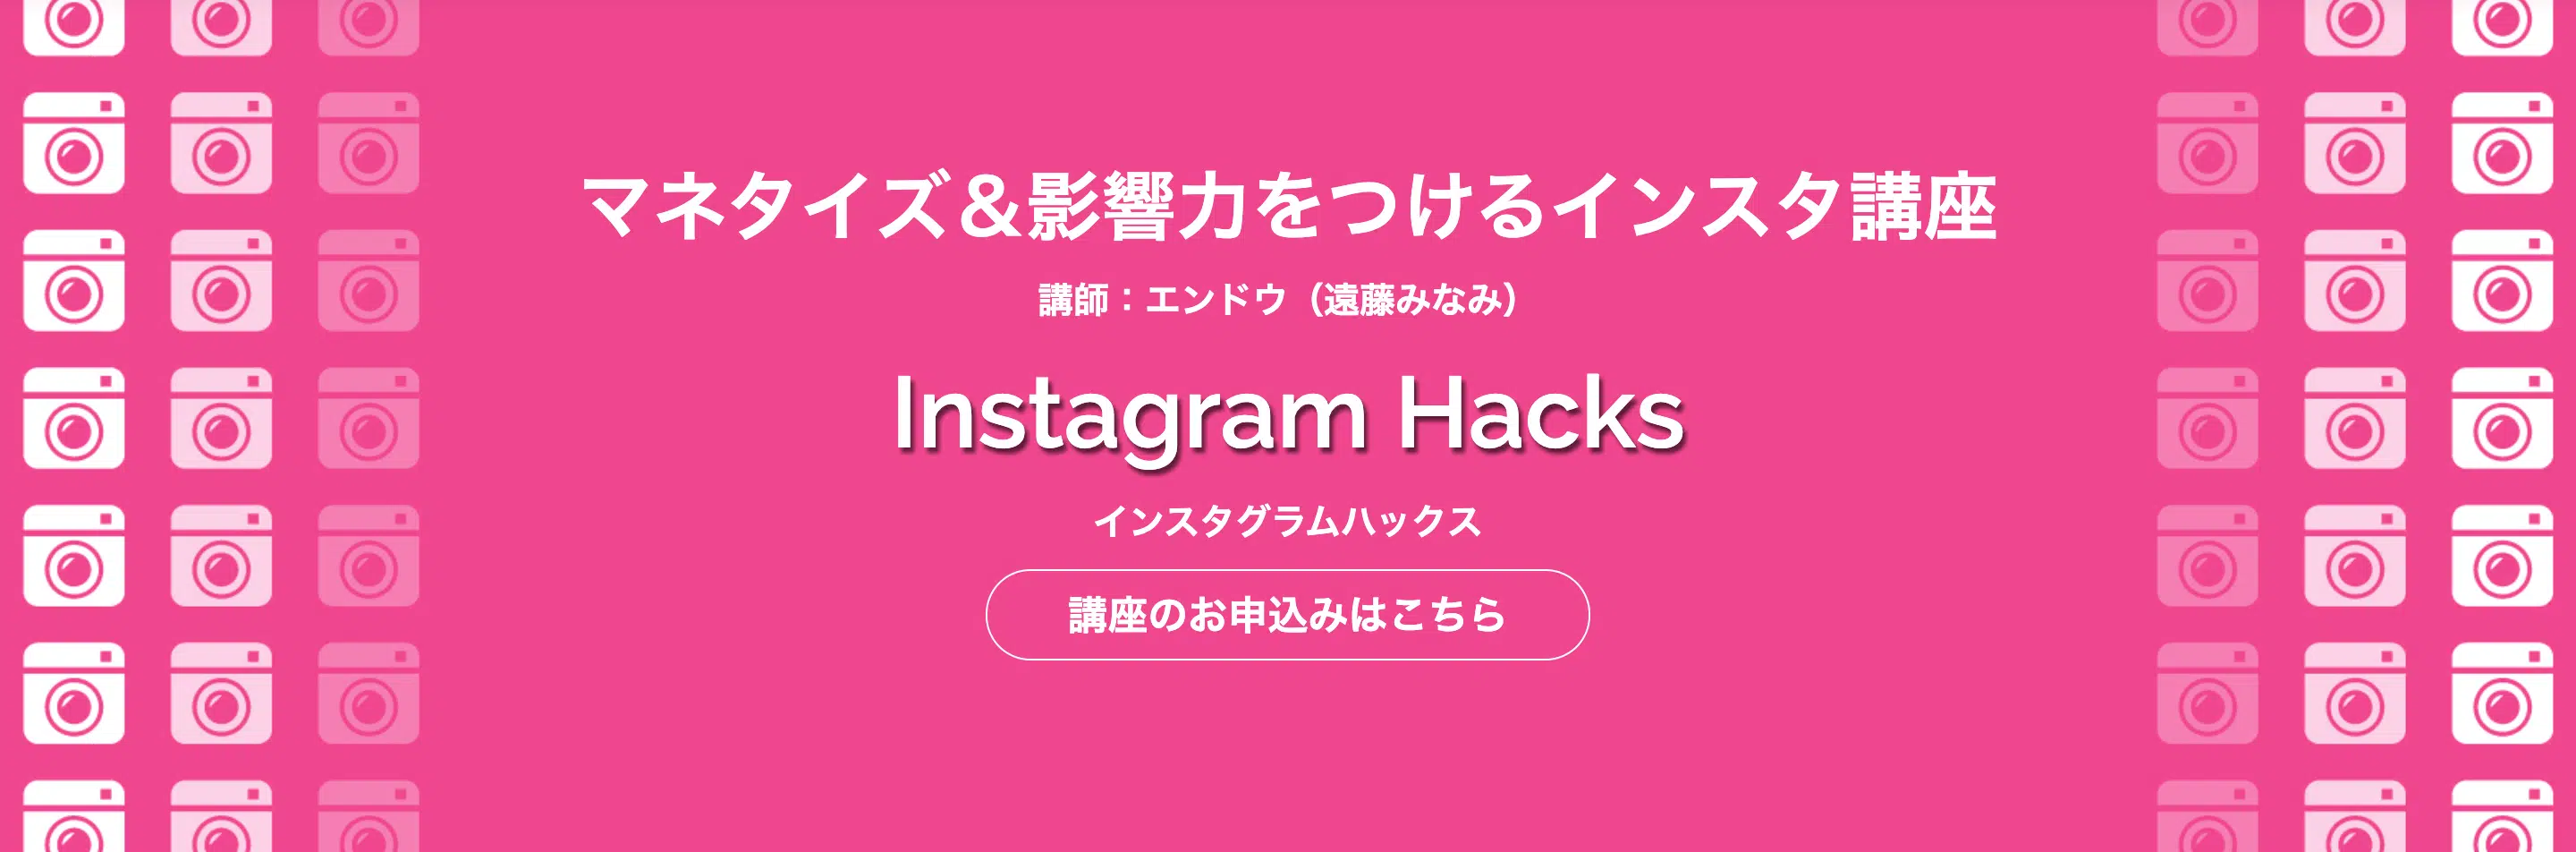 マネタイズ＆影響力をつけるインスタ講座
講師：エンドウ（遠藤みなみ）
Instagram Hacks
インスタグラムハックス
講座のお申込みはこちら